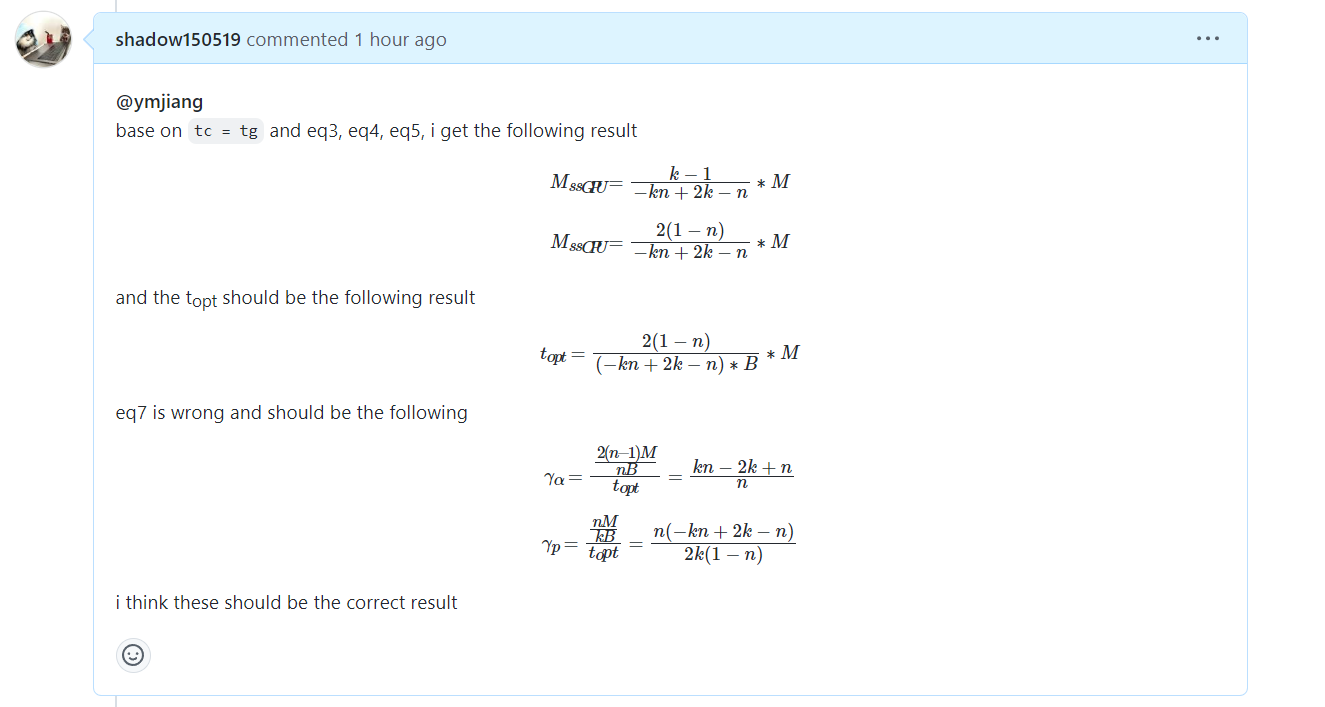 shadow150519 commented 1 hour ago
@ymjiang
base on tc = tg and eq3, eq4, eq5, i get the following result
M_{ssGPU} = \frac{k-1}{-kn+2k-n} * M
M_{ssCPU} = \frac{2(1-n)}{-kn+2k-n} * M
and the t_{opt} should be the following result
t_{opt} = \frac{2(1-n)}{(-kn+2k-n)*B} * M
eq7 is wrong and should be the following
γ_α = \frac{\frac{2(n-1)M}{nB}}{t_{opt}} = \frac{kn-2k+n}{n}
γ_p = \frac{\frac{nM}{kB}}{t_{opt}} = \frac{n(-kn+2k-n)}{2k(1-n)}
i think these should be the correct result